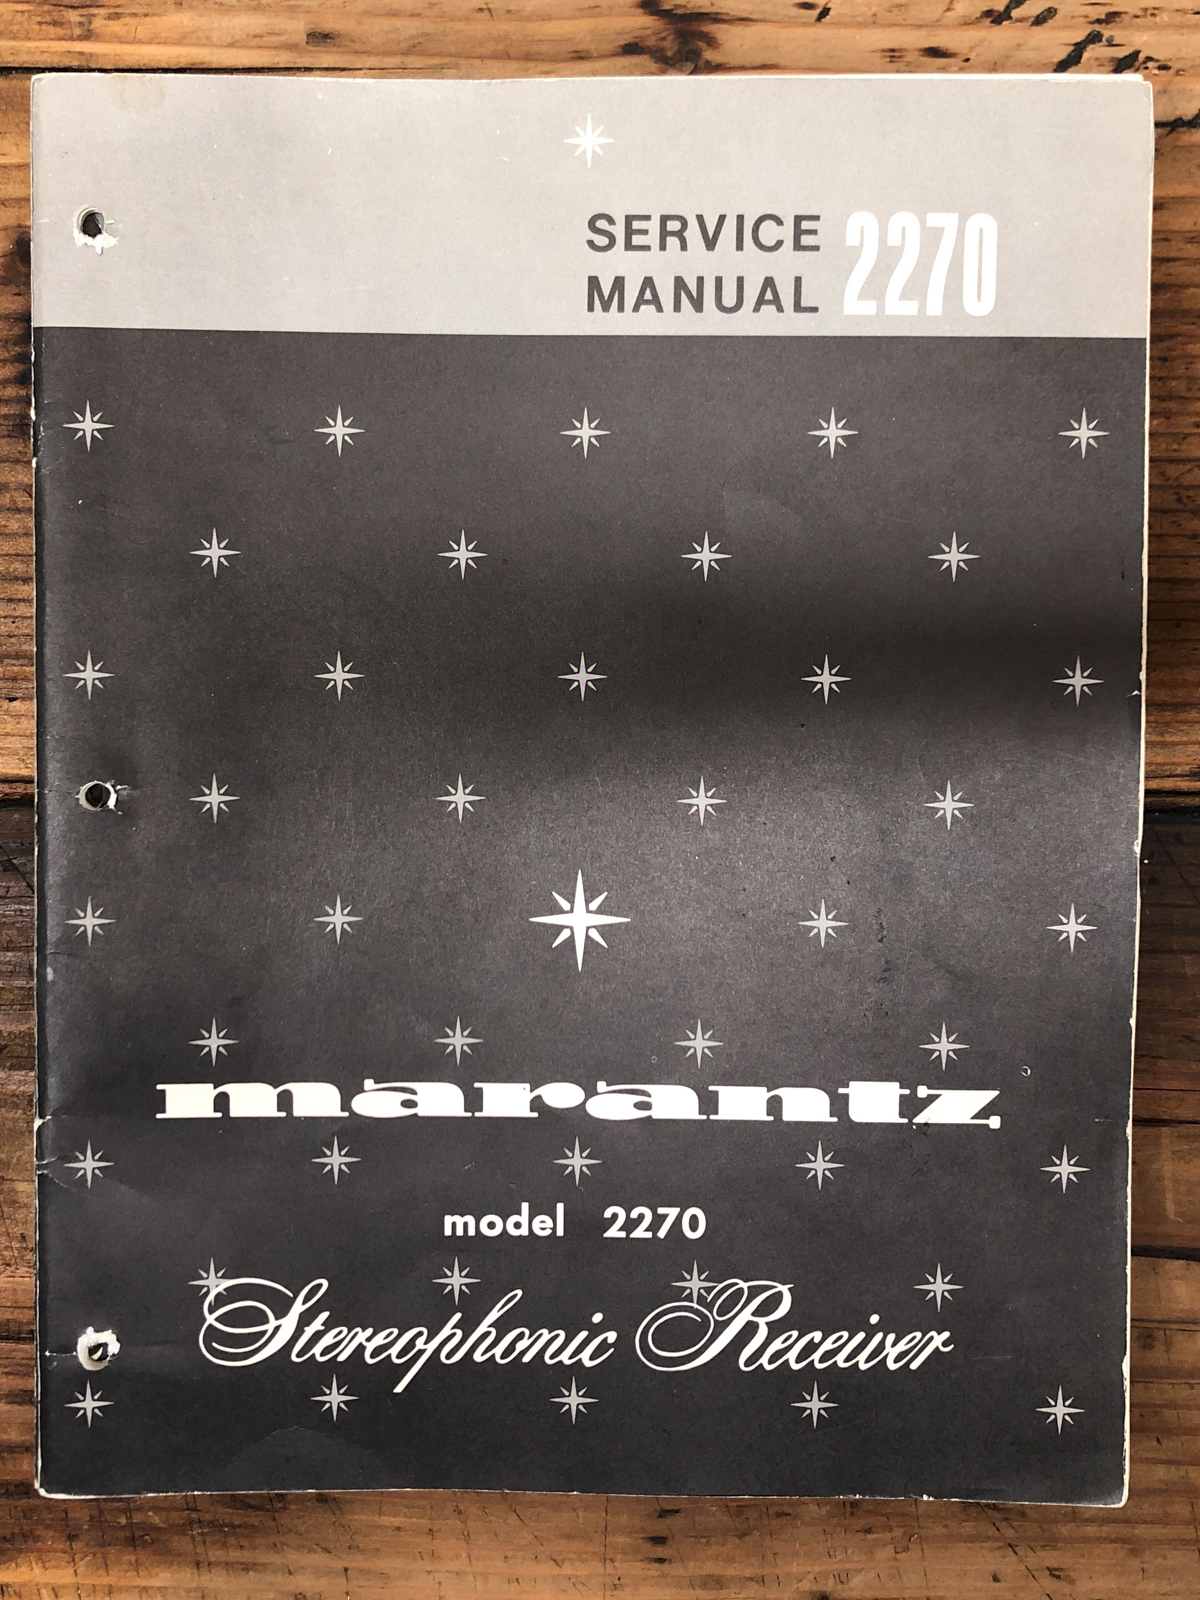 SERVICE
MANUAL 2270
marantz
model 2270
Stereophonic Receiver